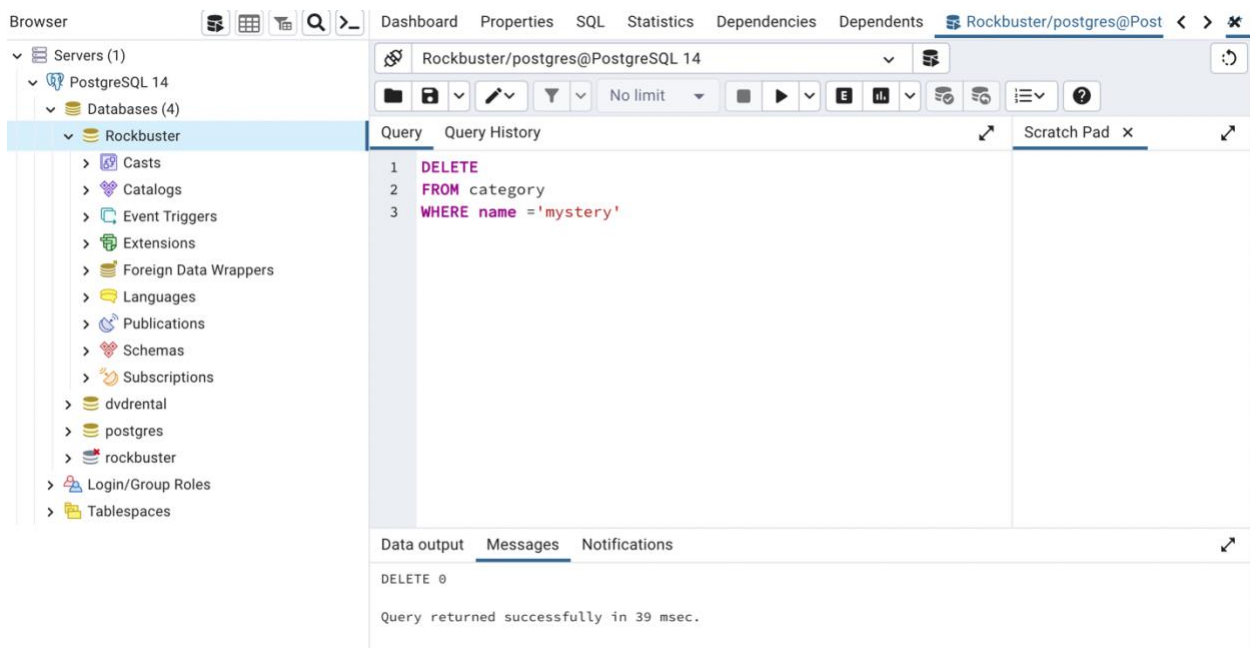 Browser
Servers (1)
PostgreSQL 14
Databases (4)
Rockbuster
Casts
Catalogs
Event Triggers
Extensions
Foreign Data Wrappers
Languages
Publications
Schemas
Subscriptions
dvdrental
postgres
rockbuster
Login/Group Roles
Tablespaces
Dashboard Properties SQL Statistics Dependencies Dependents Rockbuster/postgres@Post
Rockbuster/postgres@PostgreSQL 14
No limit E
Query Query History
Scratch Pad
1 DELETE
2 FROM category
3 WHERE name ='mystery'
Data output Messages Notifications
DELETE 0
Query returned successfully in 39 msec.